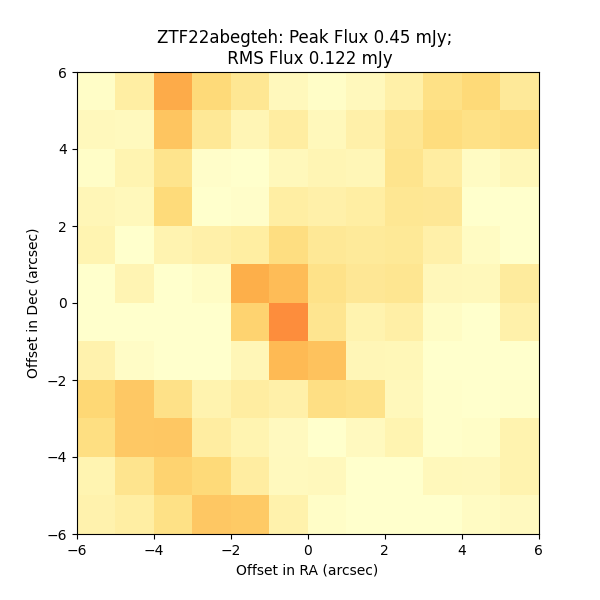 ZTF22abegteh: Peak Flux 0.45 mJy;
RMS Flux 0.122 mJy
6
4
2
0
−2
−4
−6
Offset in Dec (arcsec)
−6 −4 −2 0 2 4 6
Offset in RA (arcsec)